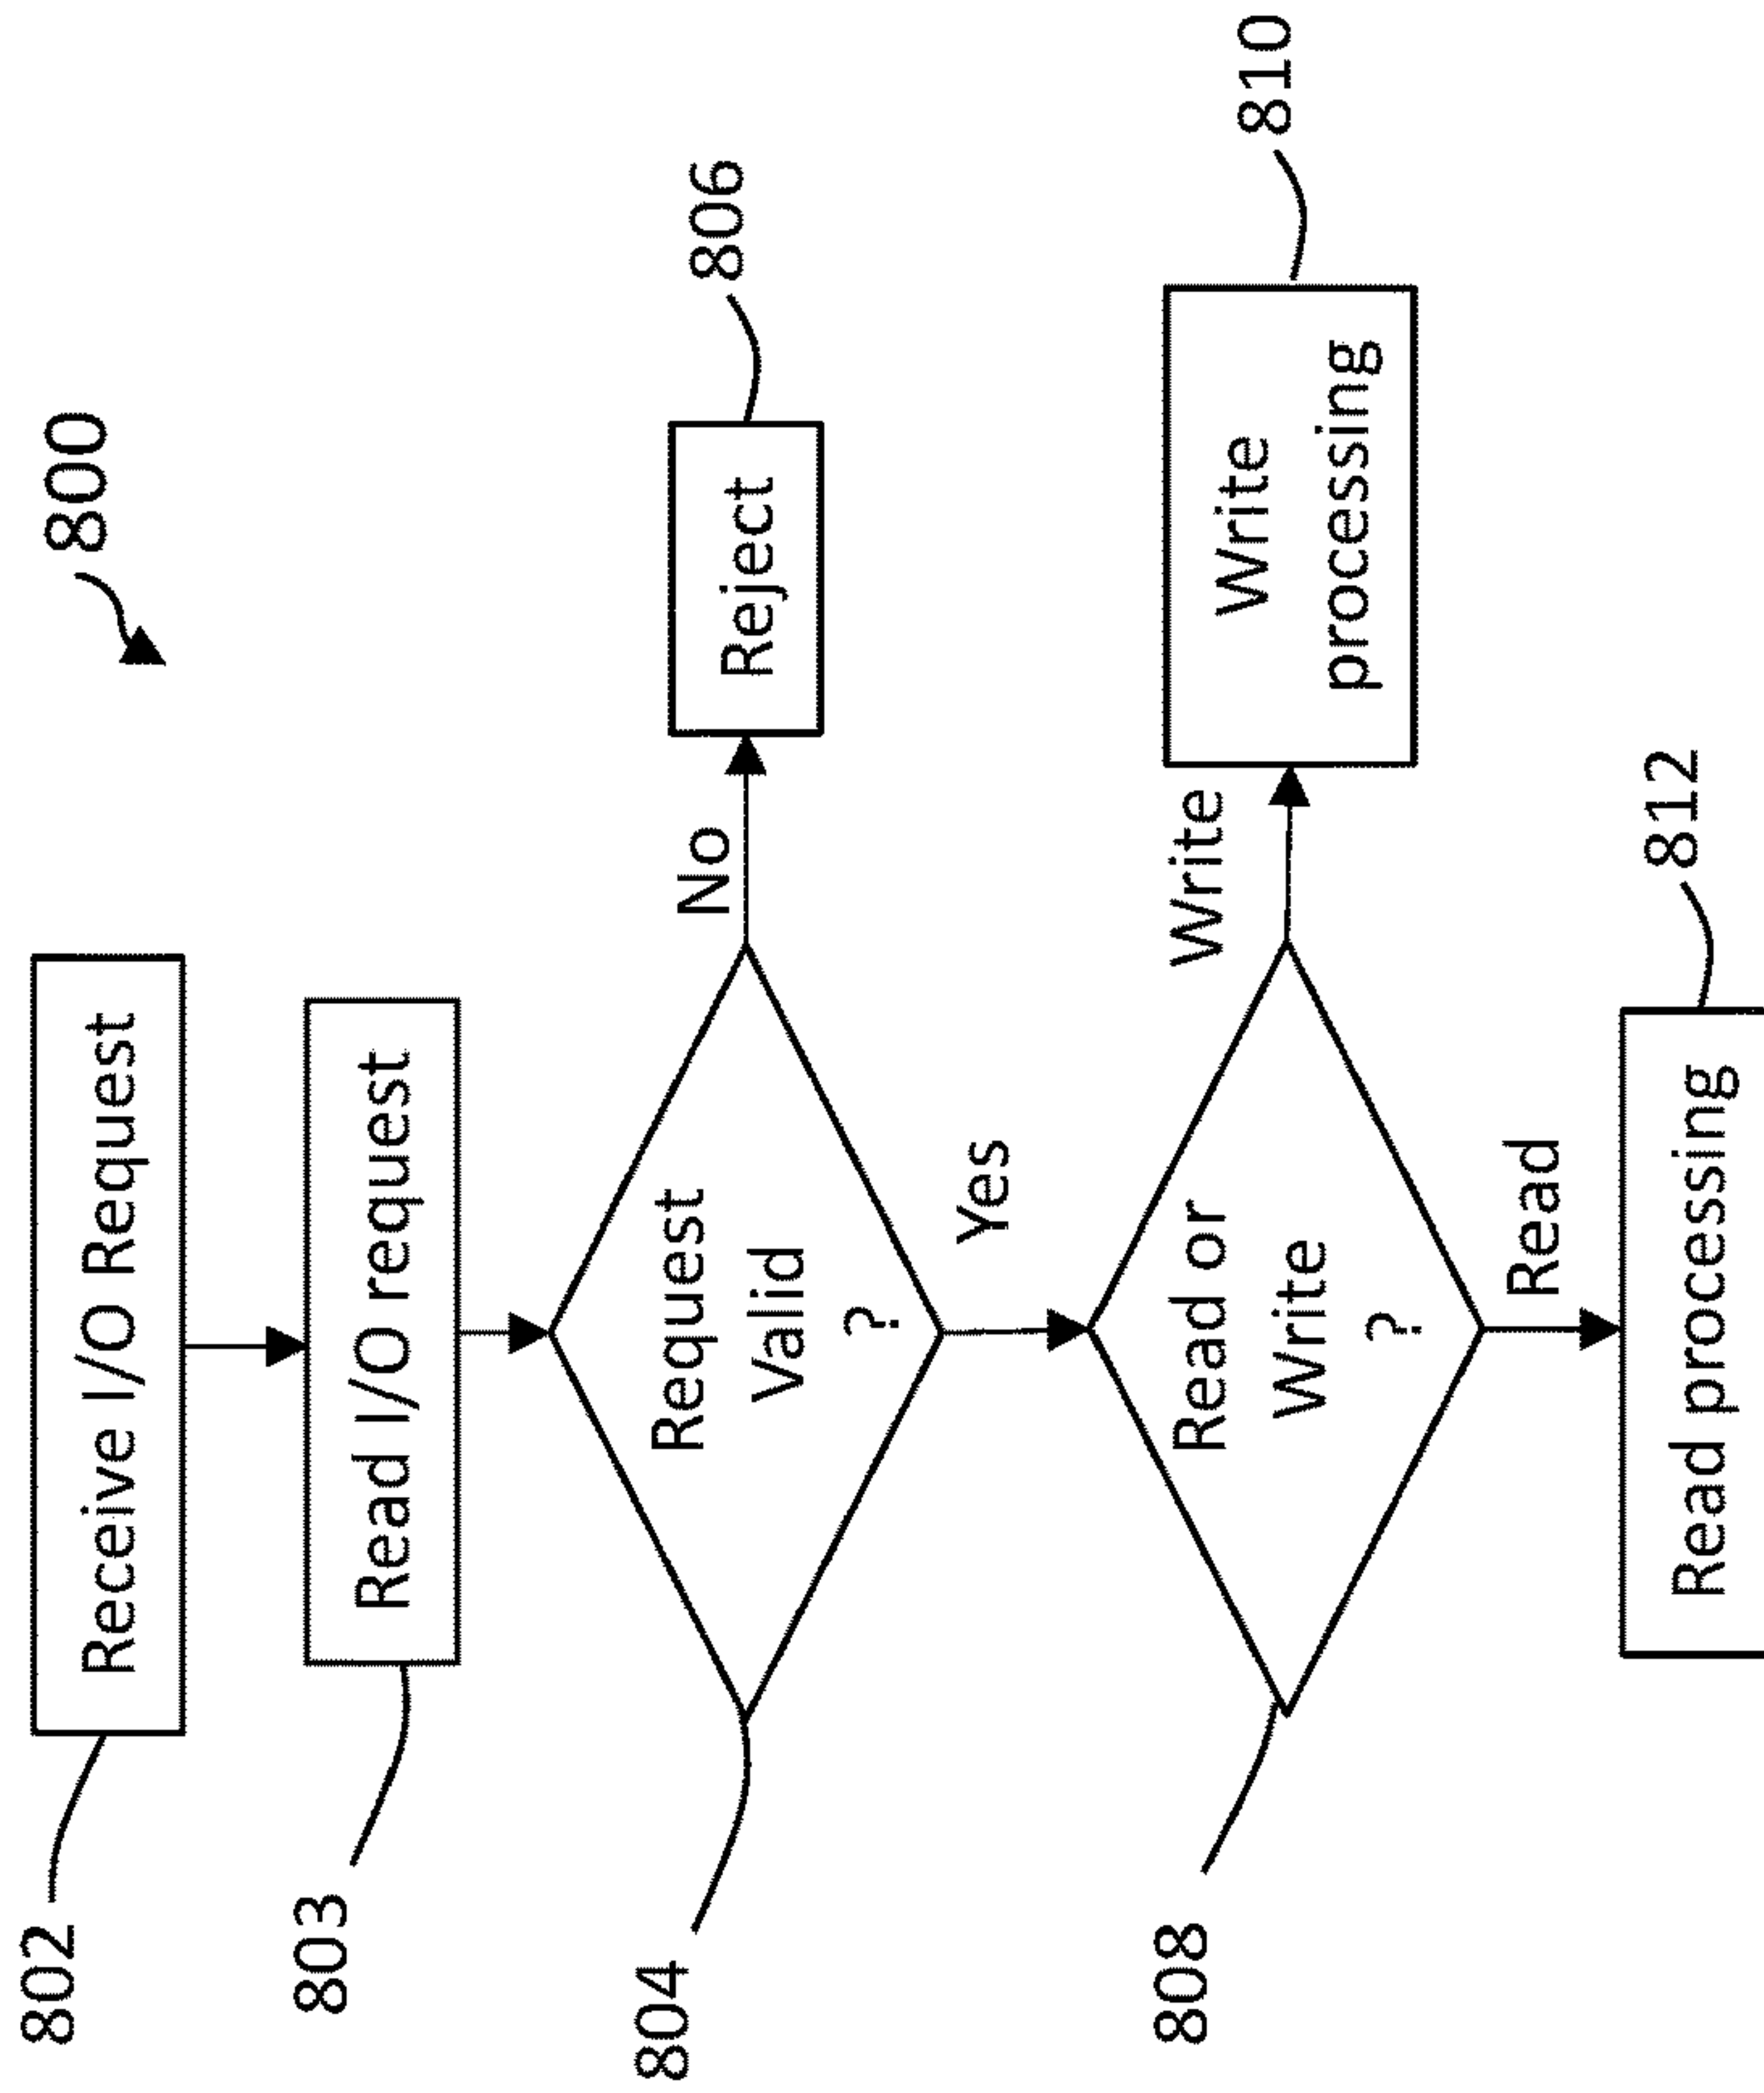 800
802
Receive I/O Request
803
Read I/O request
804
Request
Valid
?
No
Reject
806
Yes
808
Read or
Write
?
Write
Write
processing
810
Read
Read processing
812